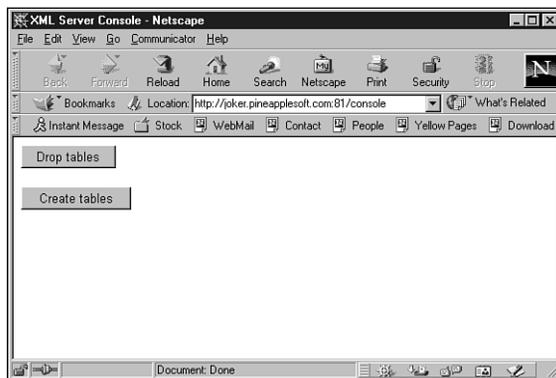 XML Server Console - Netscape
File Edit View Go Communicator Help
Back Forward Reload Home Search Netscape Print Security Stop
N
Bookmarks Location: http://joker.pineapplesoft.com:81/console What's Related
Instant Message Stock WebMail Contact People Yellow Pages Download
Drop tables
Create tables
Document: Done